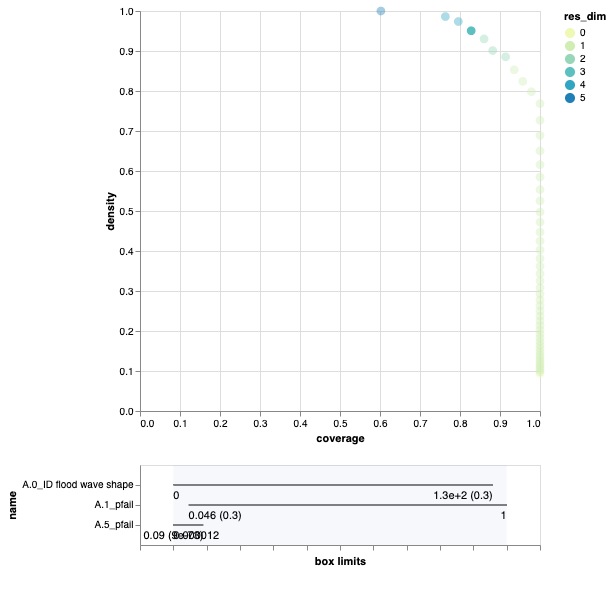 res_dim
0
1
2
3
4
5
1.0
0.9
0.8
0.7
0.6
0.5
0.4
0.3
0.2
0.1
0.0
density
0.0 0.1 0.2 0.3 0.4 0.5 0.6 0.7 0.8 0.9 1.0
coverage
name
A.0_ID flood wave shape
0 1.3e+2 (0.3)
A.1_pfail
0.046 (0.3) 1
A.5_pfail
box limits